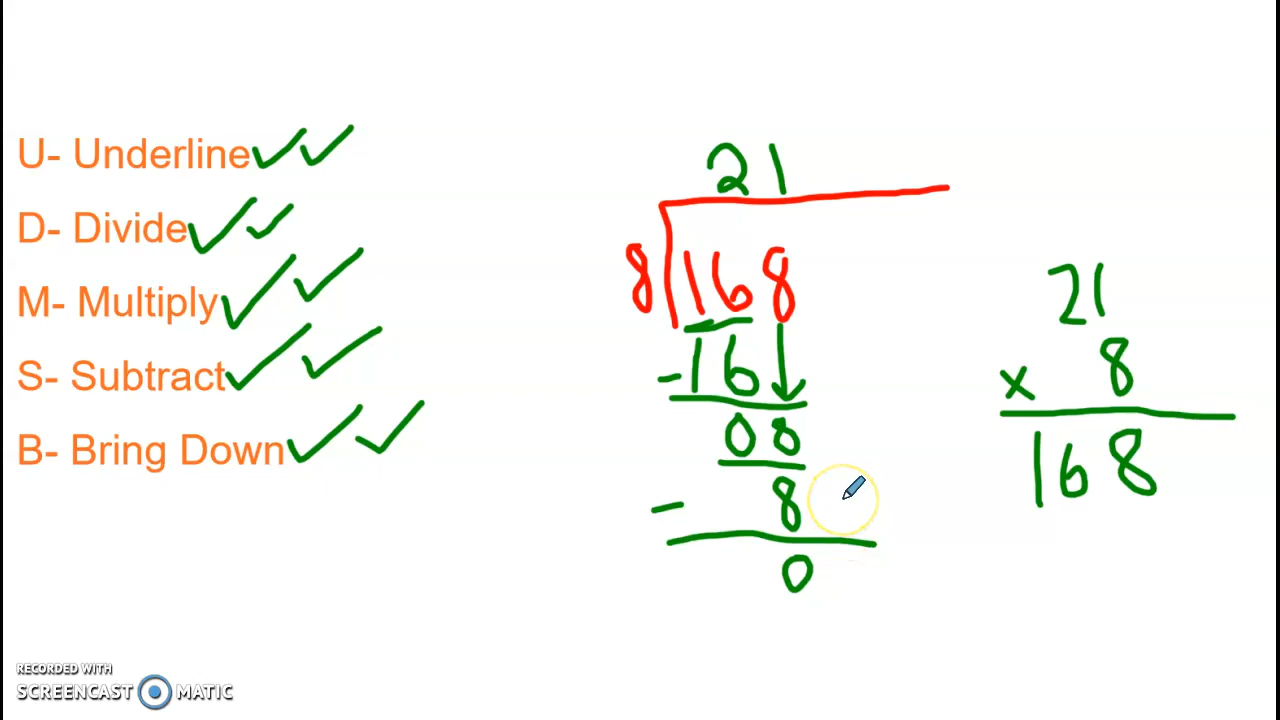 U- Underline
D- Divide
M- Multiply
S- Subtract
B- Bring Down
21
8 168
-16
08
- 8
0
21
x 8
168
RECORDED WITH
SCREENCAST MATIC